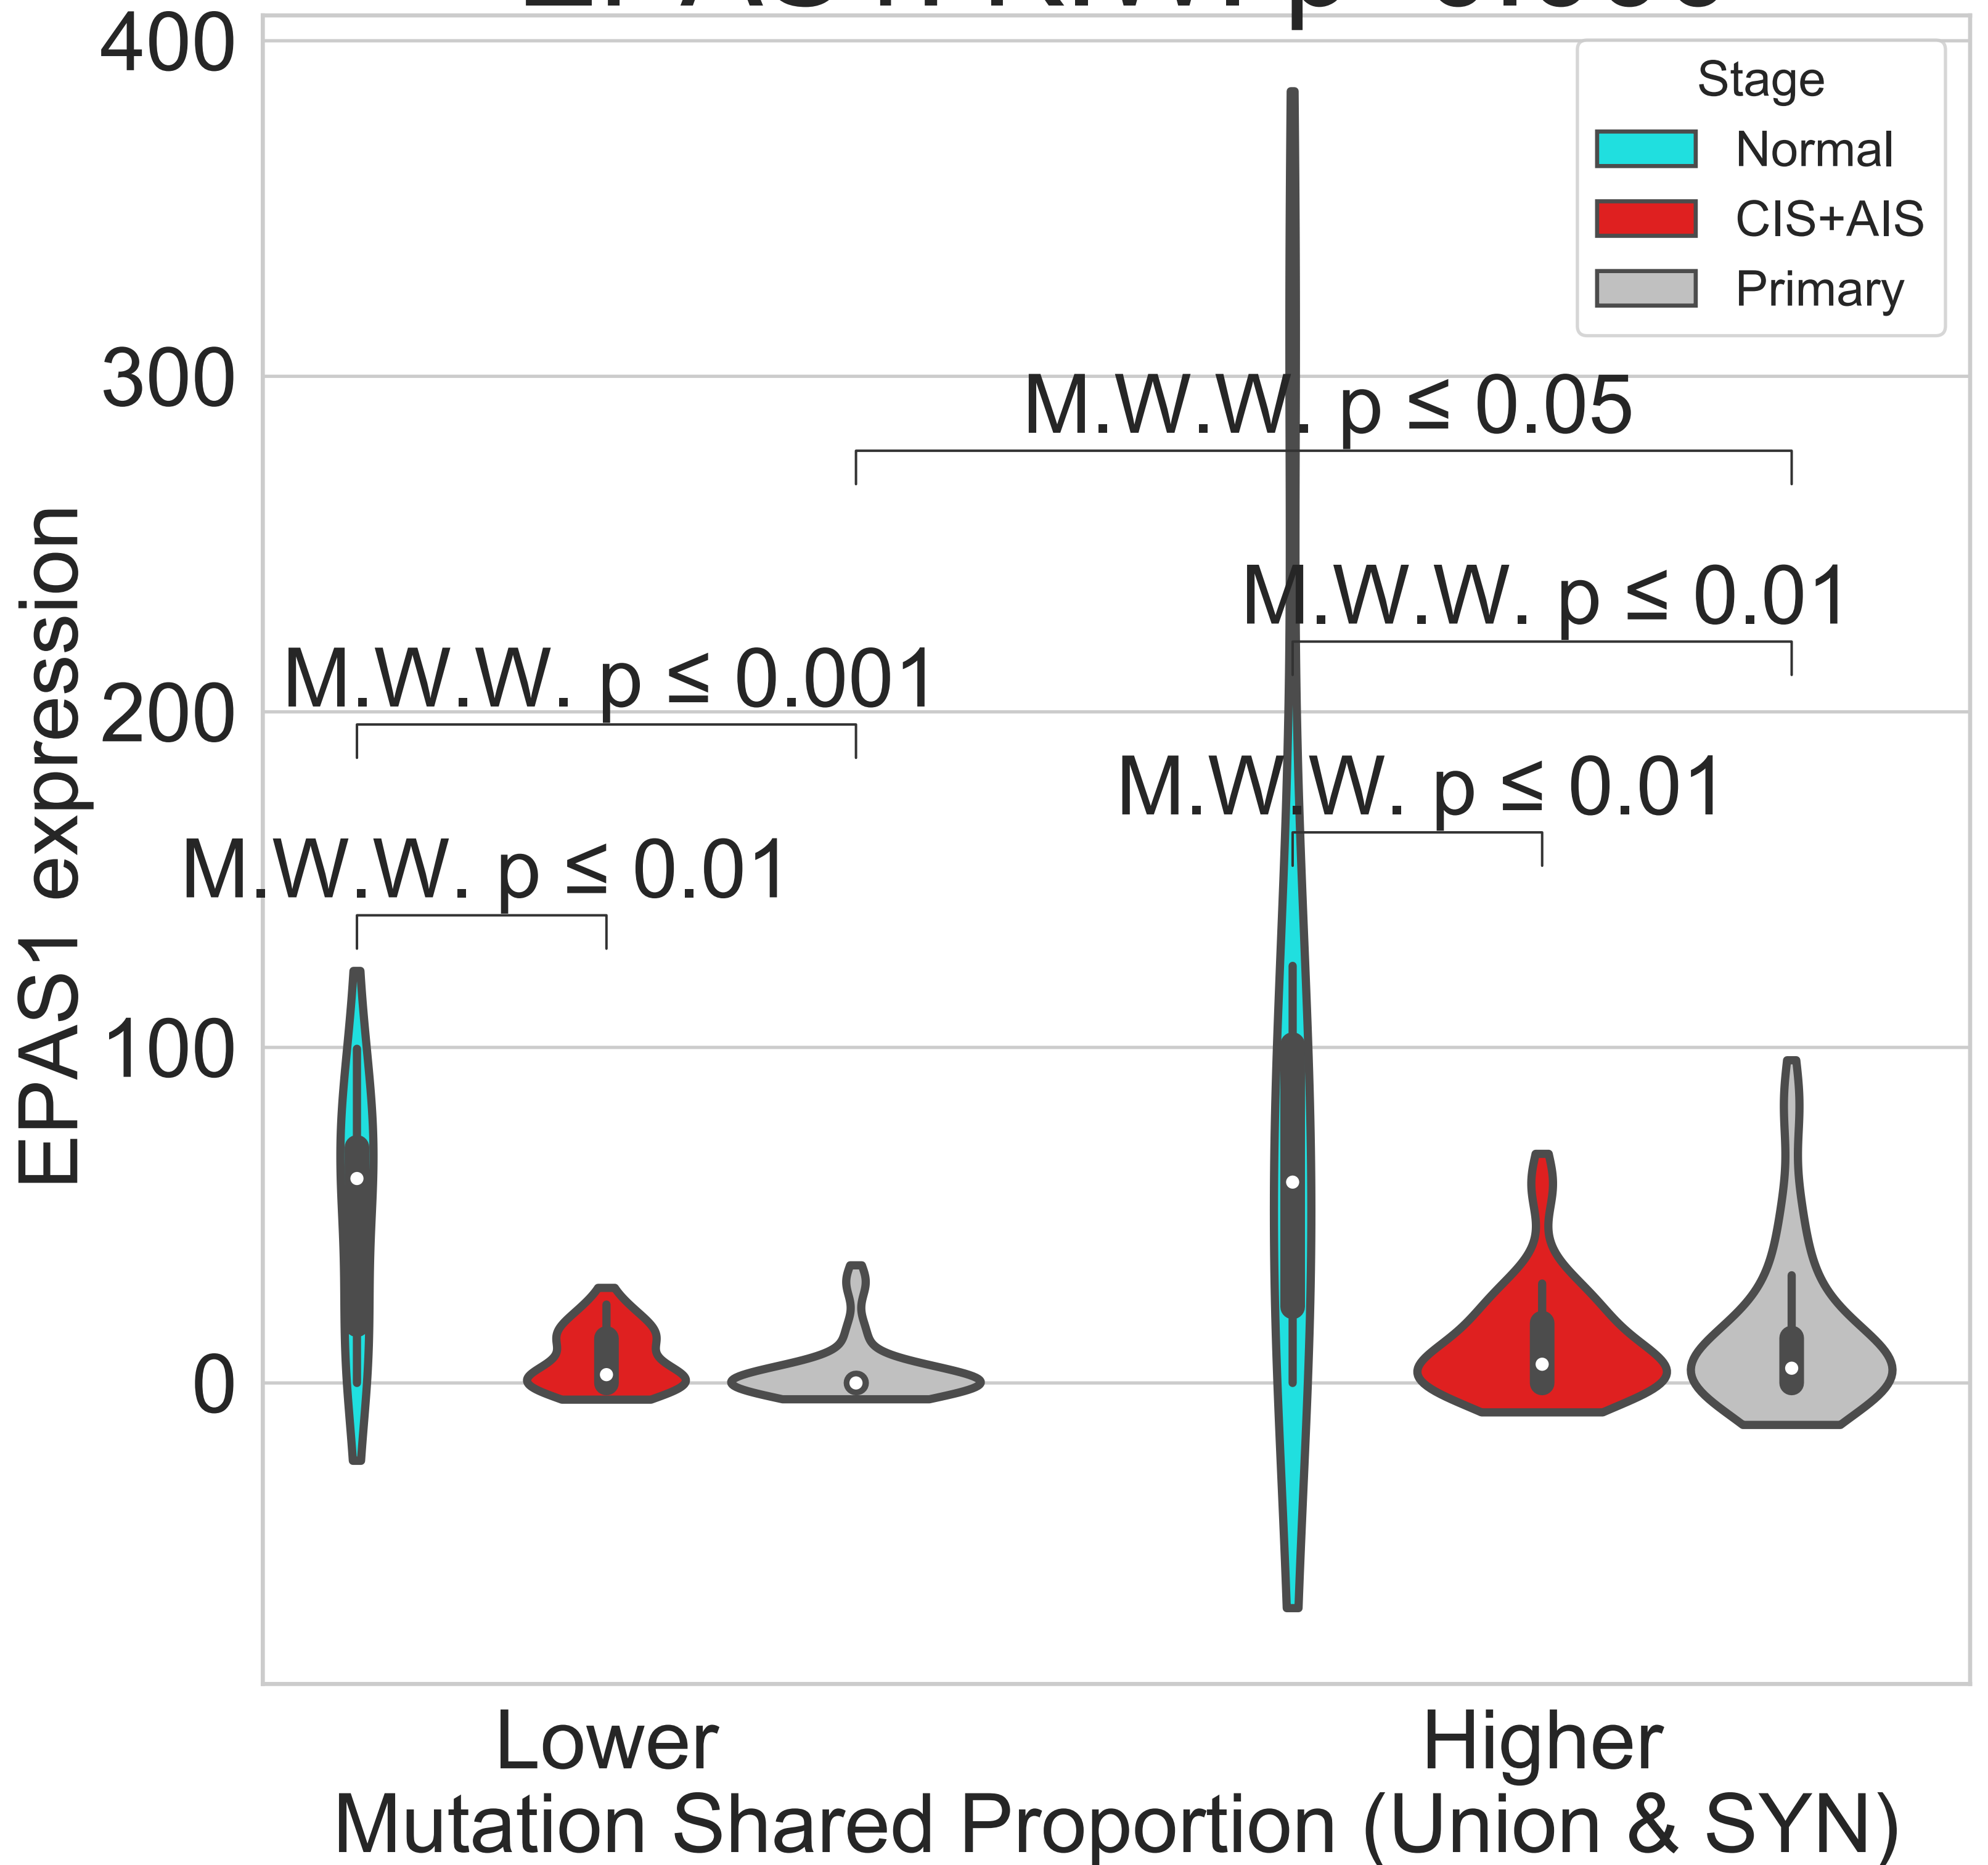 400
300
200
100
0
EPAS1 expression
Stage
Normal
CIS+AIS
Primary
M.W.W. p ≤ 0.05
M.W.W. p ≤ 0.01
M.W.W. p ≤ 0.001
M.W.W. p ≤ 0.01
M.W.W. p ≤ 0.01
Lower
Higher
Mutation Shared Proportion (Union & SYN)